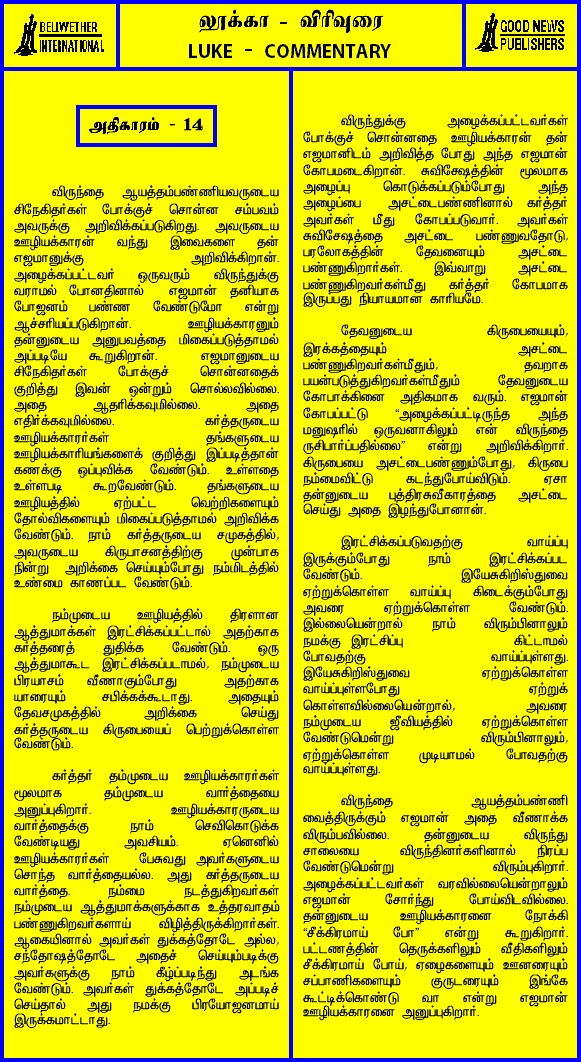 BELLWETHER
INTERNATIONAL
லூக்கா - விரிவுரை
LUKE - COMMENTARY
GOOD NEWS
PUBLISHERS
அதிகாரம் - 14
விருந்தை ஆயத்தம்பண்ணியவருடைய
சிநேகிதர்கள் போக்குச் சொன்ன சம்பவம்
அவருக்கு அறிவிக்கப்படுகிறது. அவருடைய
ஊழியக்காரன் வந்து இவைகளை தன்
எஜமானுக்கு அறிவிக்கிறான்.
அழைக்கப்பட்டவர் ஒருவரும் விருந்துக்கு
வராமல் போனதினால் எஜமான் தனியாக
போஜனம் பண்ண வேண்டுமோ என்று
ஆச்சரியப்படுகிறான். ஊழியக்காரனும்
தன்னுடைய அனுபவத்தை மிகைப்படுத்தாமல்
அப்படியே கூறுகிறான். எஜமானுடைய
சிநேகிதர்கள் போக்குச் சொன்னதைக்
குறித்து இவன் ஒன்றும் சொல்லவில்லை.
அதை ஆதரிக்கவுமில்லை. அதை
எதிர்க்கவுமில்லை. கர்த்தருடைய
ஊழியக்காரர்கள் தங்களுடைய
ஊழியக்காரியங்களைக் குறித்து இப்படித்தான்
கணக்கு ஒப்புவிக்க வேண்டும். உள்ளதை
உள்ளபடி கூறவேண்டும். தங்களுடைய
ஊழியத்தில் ஏற்பட்ட வெற்றிகளையும்
தோல்விகளையும் மிகைப்படுத்தாமல் அறிவிக்க
வேண்டும். நாம் கர்த்தருடைய சமுகத்தில்,
அவருடைய கிருபாசனத்திற்கு முன்பாக
நின்று அறிக்கை செய்யும்போது நம்மிடத்தில்
உண்மை காணப்பட வேண்டும்.
நம்முடைய ஊழியத்தில் திரளான
ஆத்துமாக்கள் இரட்சிக்கப்பட்டால் அதற்காக
கர்த்தரைத் துதிக்க வேண்டும். ஒரு
ஆத்துமாகூட இரட்சிக்கப்படாமல், நம்முடைய
பிரயாசம் வீணாகும்போது அதற்காக
யாரையும் சபிக்கக்கூடாது. அதையும்
தேவசமுகத்தில் அறிக்கை செய்து
கர்த்தருடைய கிருபையைப் பெற்றுக்கொள்ள
வேண்டும்.
கர்த்தர் தம்முடைய ஊழியக்காரர்கள்
மூலமாக தம்முடைய வார்த்தையை
அனுப்புகிறார். ஊழியக்காரருடைய
வார்த்தைக்கு நாம் செவிகொடுக்க
வேண்டியது அவசியம். ஏனெனில்
ஊழியக்காரர்கள் பேசுவது அவர்களுடைய
சொந்த வார்த்தையல்ல. அது கர்த்தருடைய
வார்த்தை. நம்மை நடத்துகிறவர்கள்
நம்முடைய ஆத்துமாக்களுக்காக உத்தரவாதம்
பண்ணுகிறவர்களாய் விழித்திருக்கிறார்கள்.
ஆகையினால் அவர்கள் துக்கத்தோடே அல்ல,
சந்தோஷத்தோடே அதைச் செய்யும்படிக்கு
அவர்களுக்கு நாம் கீழ்ப்படிந்து அடங்க
வேண்டும். அவர்கள் துக்கத்தோடே அப்படிச்
செய்தால் அது நமக்கு பிரயோஜனமாய்
இருக்கமாட்டாது.
விருந்துக்கு அழைக்கப்பட்டவர்கள்
போக்குச் சொன்னதை ஊழியக்காரன் தன்
எஜமானிடம் அறிவித்த போது அந்த எஜமான்
கோபமடைகிறான். சுவிசேஷத்தின் மூலமாக
அழைப்பு கொடுக்கப்படும்போது அந்த
அழைப்பை அசட்டைபண்ணினால் கர்த்தர்
அவர்கள் மீது கோபப்படுவார். அவர்கள்
சுவிசேஷத்தை அசட்டை பண்ணுவதோடு,
பரலோகத்தின் தேவனையும் அசட்டை
பண்ணுகிறார்கள். இவ்வாறு அசட்டை
பண்ணுகிறவர்கள்மீது கர்த்தர் கோபமாக
இருப்பது நியாயமான காரியமே.
தேவனுடைய கிருபையையும்,
இரக்கத்தையும் அசட்டை
பண்ணுகிறவர்கள்மீதும், தவறாக
பயன்படுத்துகிறவர்கள்மீதும் தேவனுடைய
கோபாக்கினை அதிகமாக வரும். எஜமான்
கோபப்பட்டு “அழைக்கப்பட்டிருந்த அந்த
மனுஷரில் ஒருவனாகிலும் என் விருந்தை
ருசிபார்ப்பதில்லை” என்று அறிவிக்கிறார்.
கிருபையை அசட்டைபண்ணும்போது, கிருபை
நம்மைவிட்டு கடந்துபோய்விடும். ஏசா
தன்னுடைய புத்திரசுவீகாரத்தை அசட்டை
செய்து அதை இழந்துபோனான்.
இரட்சிக்கப்படுவதற்கு வாய்ப்பு
இருக்கும்போது நாம் இரட்சிக்கப்பட
வேண்டும். இயேசுகிறிஸ்துவை
ஏற்றுக்கொள்ள வாய்ப்பு கிடைக்கும்போது
அவரை ஏற்றுக்கொள்ள வேண்டும்.
இல்லையென்றால் நாம் விரும்பினாலும்
நமக்கு இரட்சிப்பு கிட்டாமல்
போவதற்கு வாய்ப்புள்ளது.
இயேசுகிறிஸ்துவை ஏற்றுக்கொள்ள
வாய்ப்புள்ளபோது ஏற்றுக்
கொள்ளவில்லையென்றால், அவரை
நம்முடைய ஜீவியத்தில் ஏற்றுக்கொள்ள
வேண்டுமென்று விரும்பினாலும்,
ஏற்றுக்கொள்ள முடியாமல் போவதற்கு
வாய்ப்புள்ளது.
விருந்தை ஆயத்தம்பண்ணி
வைத்திருக்கும் எஜமான் அதை வீணாக்க
விரும்பவில்லை. தன்னுடைய விருந்து
சாலையை விருந்தினர்களினால் நிரப்ப
வேண்டுமென்று விரும்புகிறார்.
அழைக்கப்பட்டவர்கள் வரவில்லையென்றாலும்
எஜமான் சோர்ந்து போய்விடவில்லை.
தன்னுடைய ஊழியக்காரனை நோக்கி
“சீக்கிரமாய் போ” என்று கூறுகிறார்.
பட்டணத்தின் தெருக்களிலும் வீதிகளிலும்
சீக்கிரமாய் போய், ஏழைகளையும் ஊனரையும்
சப்பாணிகளையும் குருடரையும் இங்கே
கூட்டிக்கொண்டு வா என்று எஜமான்
ஊழியக்காரனை அனுப்புகிறார்.